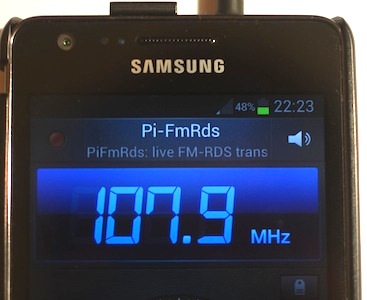 SAMSUNG
48% 22:23
Pi-FmRds
PiFmRds: live FM-RDS trans
107.9 MHz